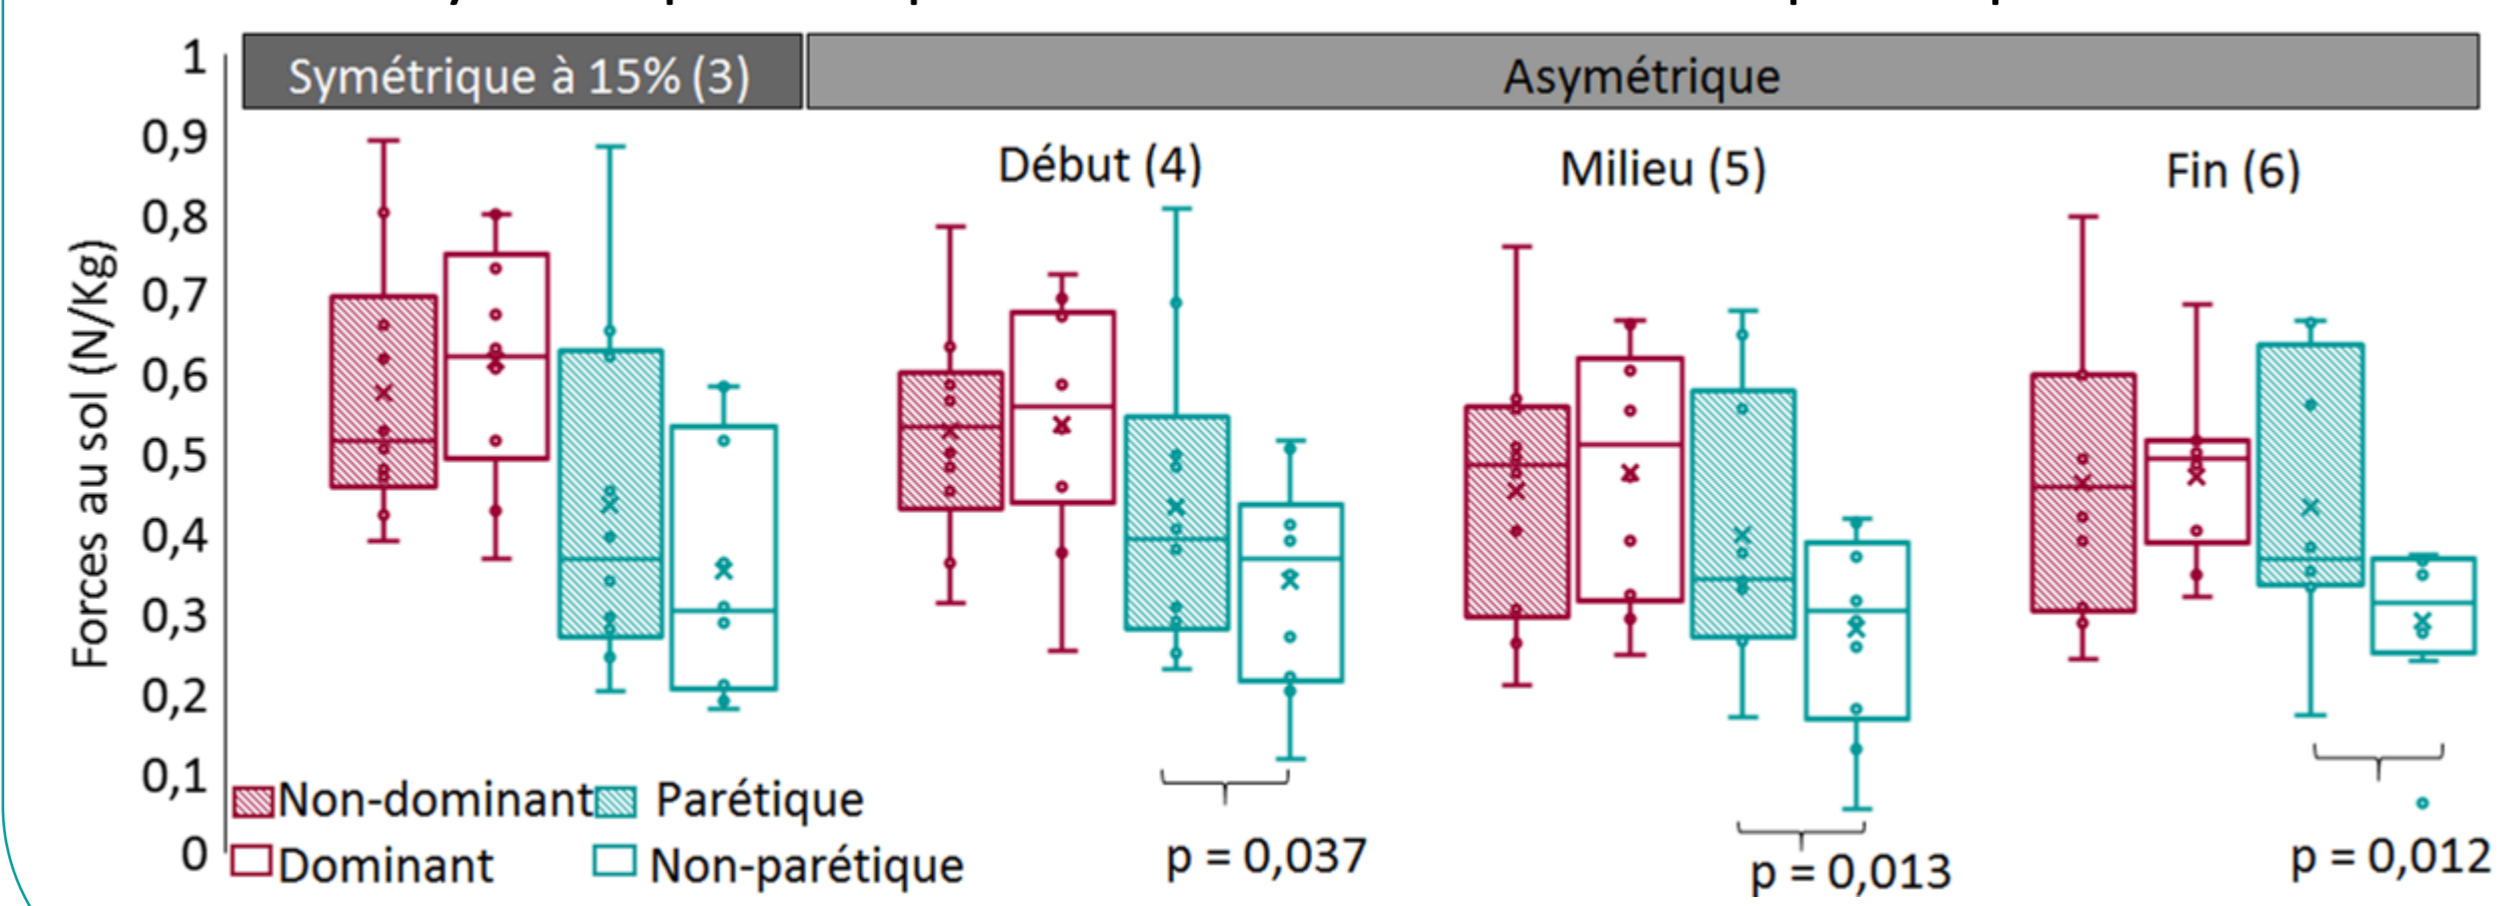 Symétrique à 15% (3)
Asymétrique
Début (4)
Milieu (5)
Fin (6)
Forces au sol (N/Kg)
1
0,9
0,8
0,7
0,6
0,5
0,4
0,3
0,2
0,1
0
Non-dominant
Parétique
Dominant
Non-parétique
p = 0,037
p = 0,013
p = 0,012